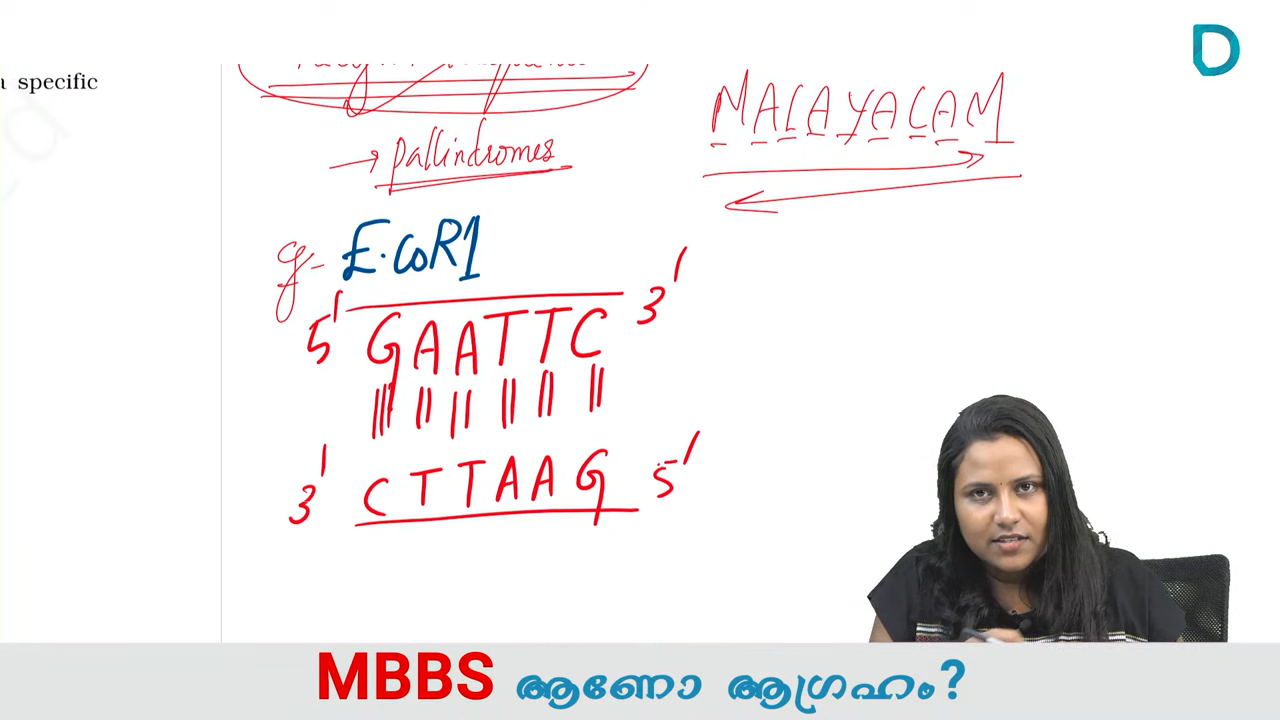 a specific
MALAYALAM
→ pallindromes
eg- E.coR1
5' GAATTC 3'
3' CTTAAG 5'
MBBS ആണോ ആഗ്രഹം?